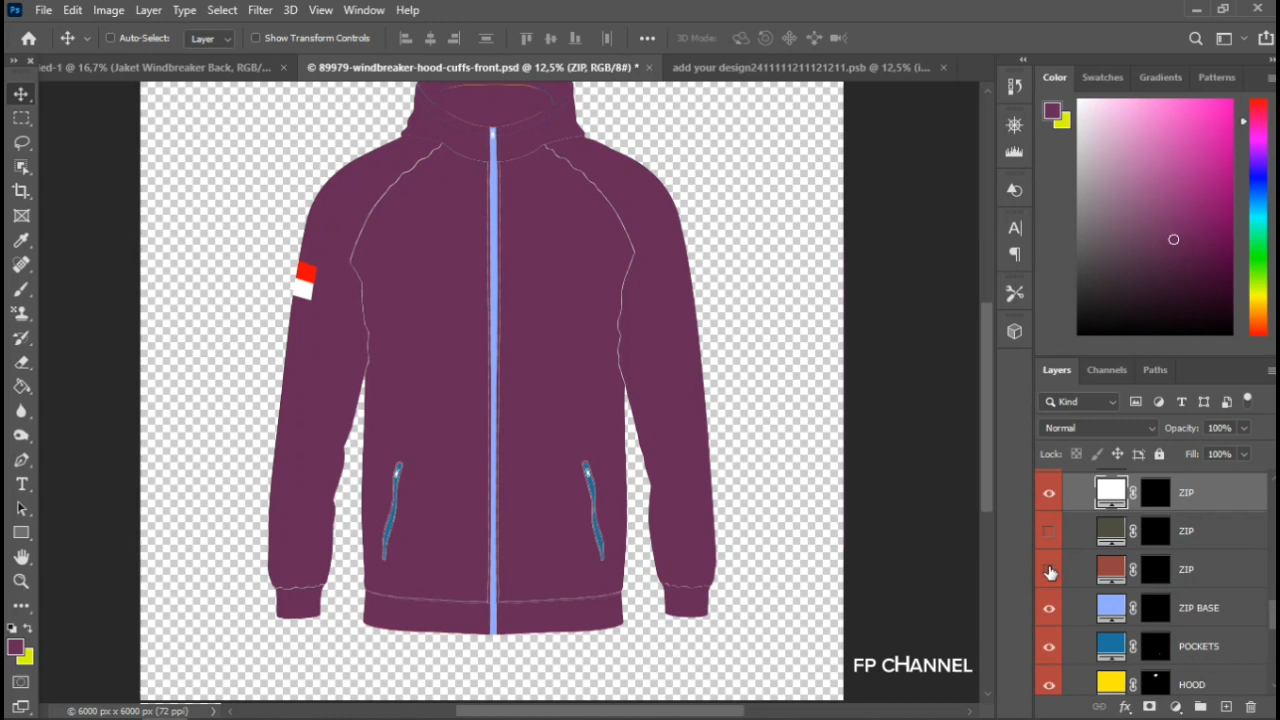 Ps File Edit Image Layer Type Select Filter 3D View Window Help
Auto-Select: Layer Show Transform Controls 3D Mode:
ed-1 @ 16,7% (Jaket Windbreaker Back, RGB/... × © 89979-windbreaker-hood-cuffs-front.psd @ 12,5% (ZIP, RGB/8#) * × add your design2411111211121211.psb @ 12,5% (i... ×
Color Swatches Gradients Patterns
Layers Channels Paths
Kind
Normal Opacity: 100%
Lock: Fill: 100%
ZIP
ZIP
ZIP
ZIP BASE
POCKETS
HOOD
FP CHANNEL
© 6000 px x 6000 px (72 ppi)